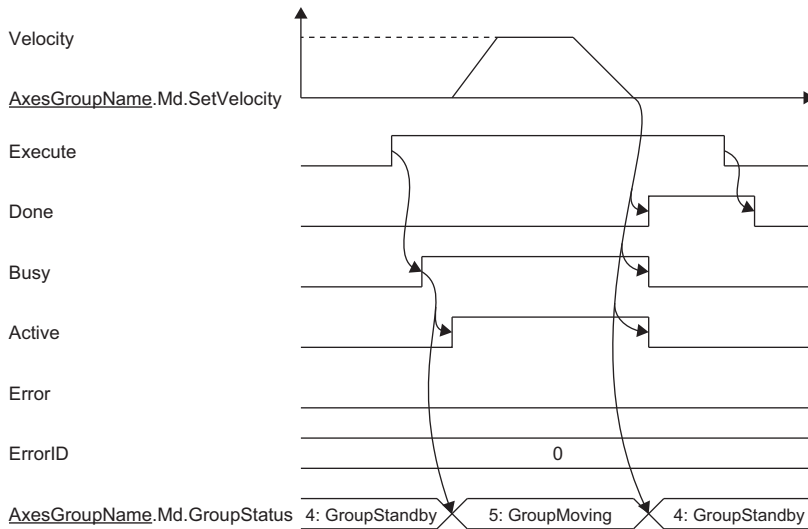 Velocity
AxesGroupName.Md.SetVelocity
Execute
Done
Busy
Active
Error
ErrorID 0
AxesGroupName.Md.GroupStatus 4: GroupStandby 5: GroupMoving 4: GroupStandby